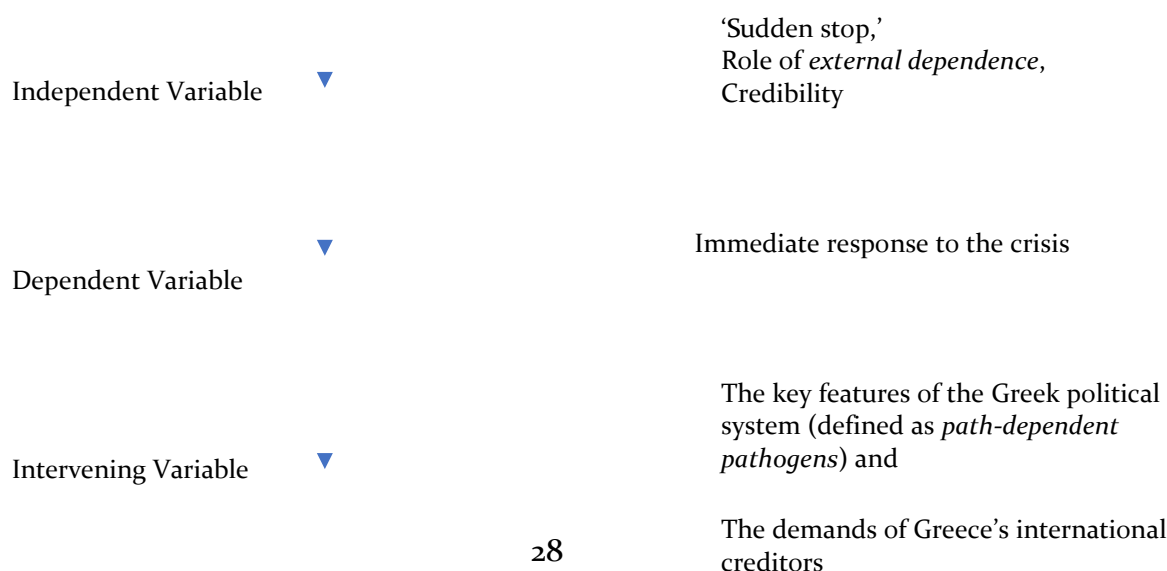 ‘Sudden stop,’
Role of external dependence,
Independent Variable
Credibility
Immediate response to the crisis
Dependent Variable
The key features of the Greek political
system (defined as path-dependent
Intervening Variable
pathogens) and
The demands of Greece’s international
28
creditors